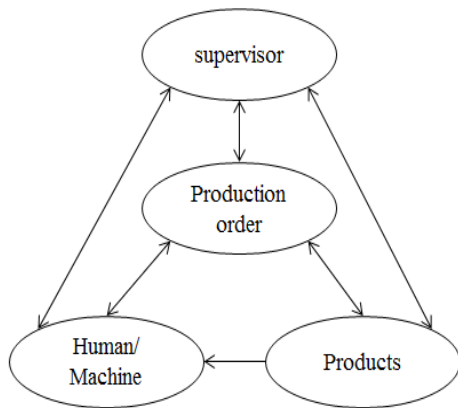 supervisor
Production
order
Human/
Machine
Products